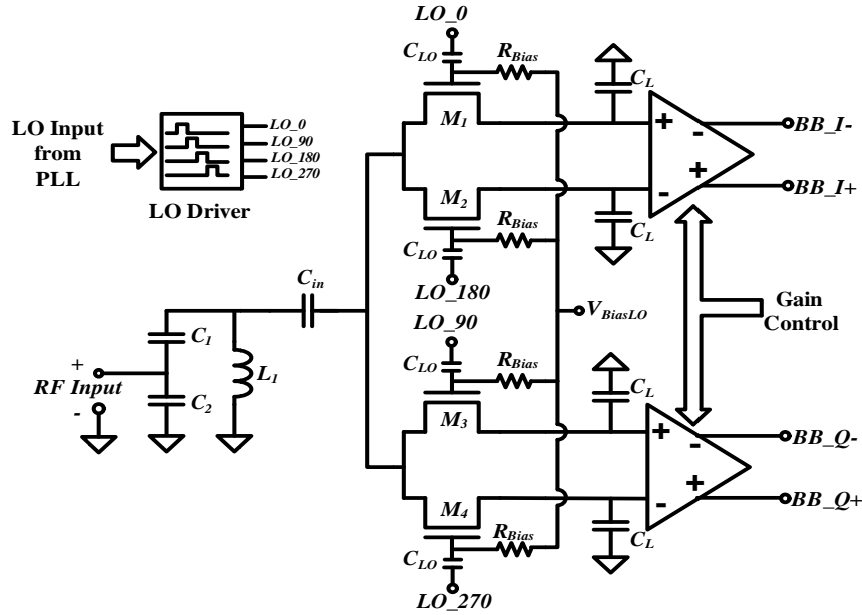 LO_0
C_LO
R_Bias
C_L
LO Input
from
PLL
LO_0
LO_90
LO_180
LO_270
LO Driver
M_1
+
-
BB_I-
M_2
-
+
BB_I+
C_LO
R_Bias
C_L
LO_180
C_in
V_BiasLO
Gain
Control
LO_90
C_1
L_1
C_LO
R_Bias
C_L
+
RF Input
-
C_2
M_3
+
-
BB_Q-
M_4
-
+
BB_Q+
C_LO
R_Bias
C_L
LO_270